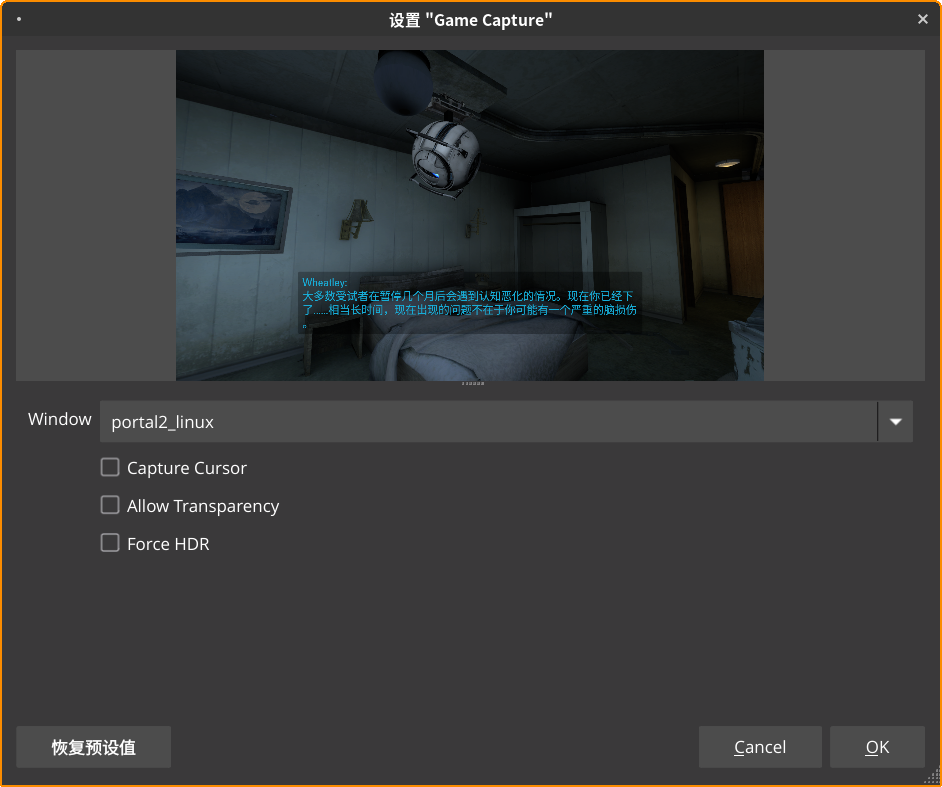 设置 "Game Capture"
Wheatley:
大多数受试者在暂停几个月后会遇到认知恶化的情况。现在你已经下
了......相当长时间，现在出现的问题不在于你可能有一个严重的脑损伤
。
Window
portal2_linux
Capture Cursor
Allow Transparency
Force HDR
恢复预设值
Cancel
OK